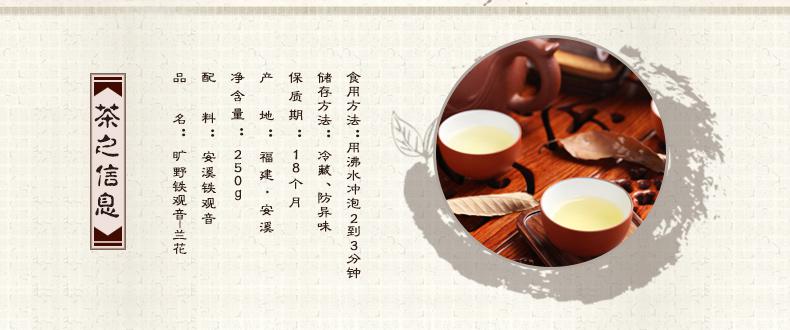 茶之信息
品名：旷野铁观音-兰花
配料：安溪铁观音
净含量：250g
产地：福建·安溪
保质期：18个月
储存方法：冷藏、防异味
食用方法：用沸水冲泡2到3分钟